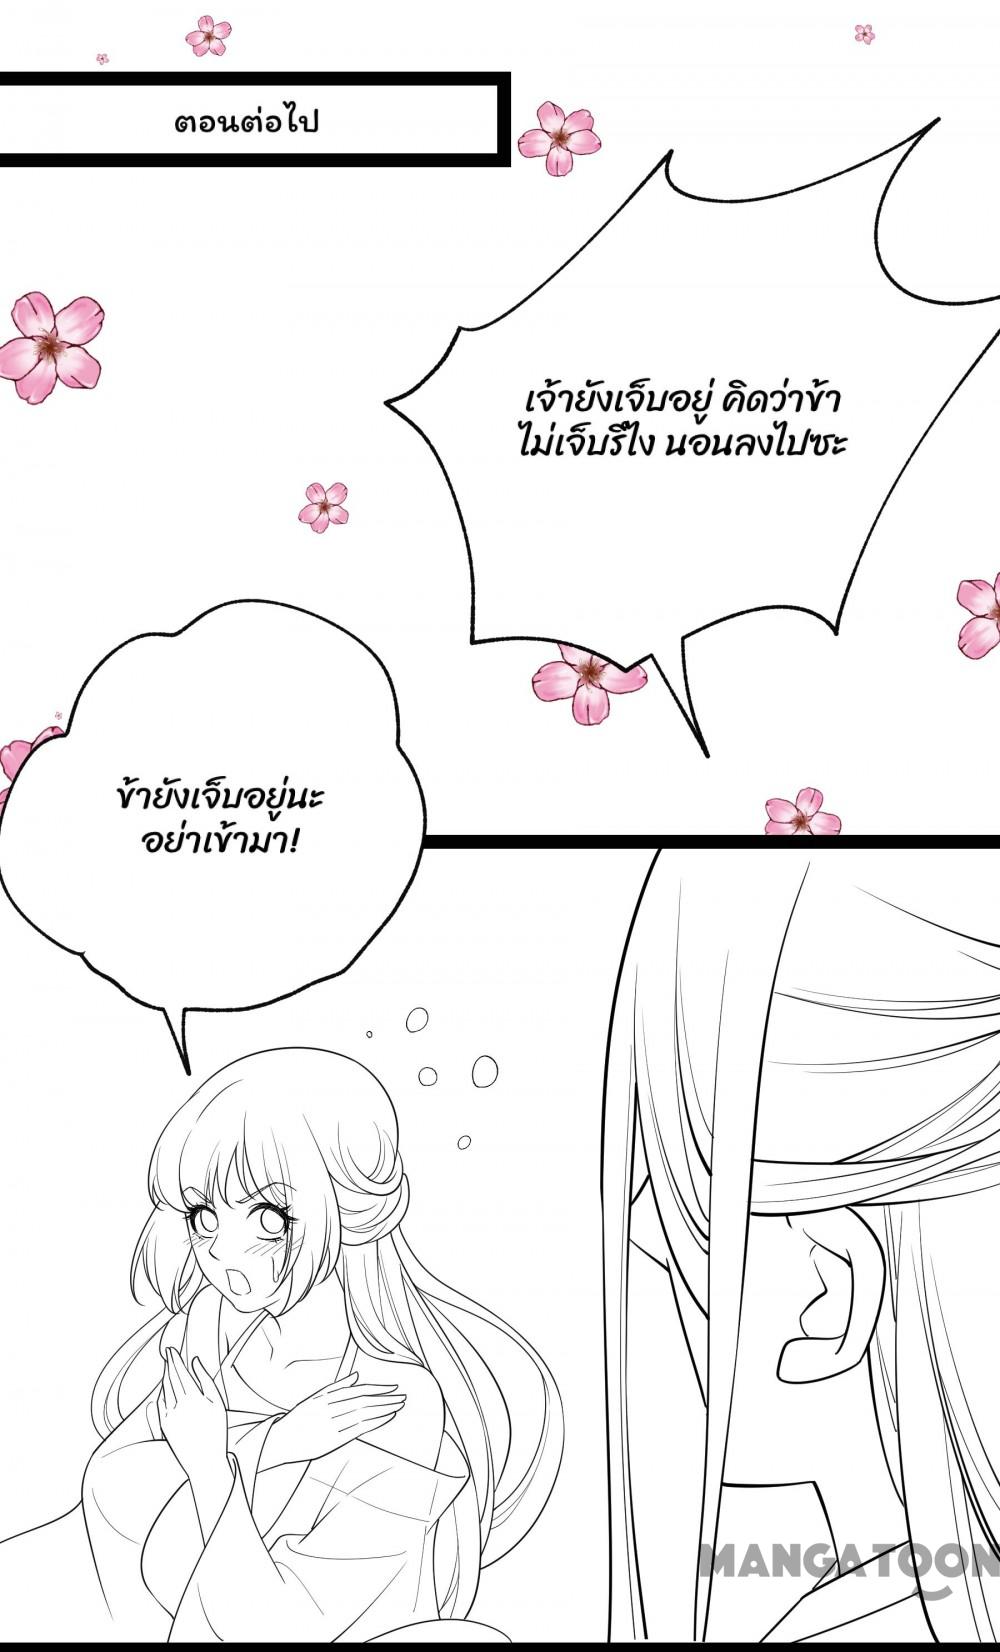 ตอนต่อไป
เจ้ายังเจ็บอยู่ คิดว่าข้า
ไม่เจ็บรึไง นอนลงไปซะ
ข้ายังเจ็บอยู่นะ
อย่าเข้ามา!
MANGATOON